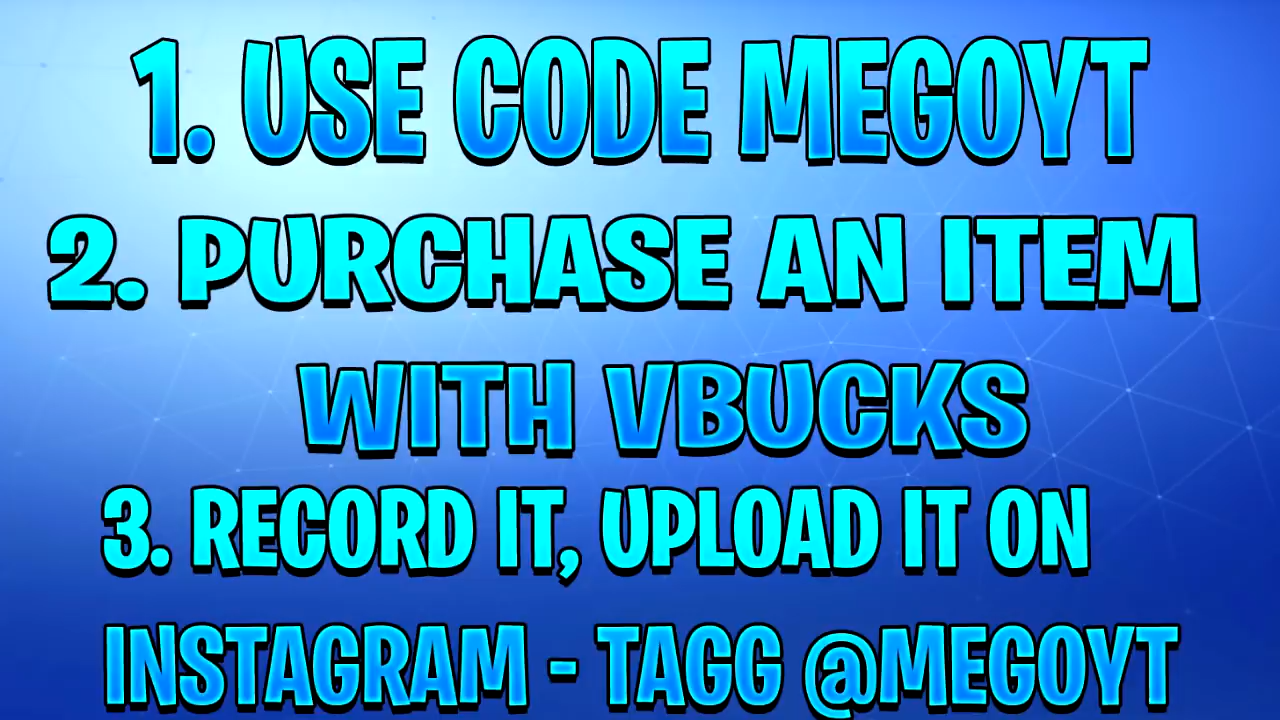 1. USE CODE MEGOYT
2. PURCHASE AN ITEM
WITH VBUCKS
3. RECORD IT, UPLOAD IT ON
INSTAGRAM - TAGG @MEGOYT